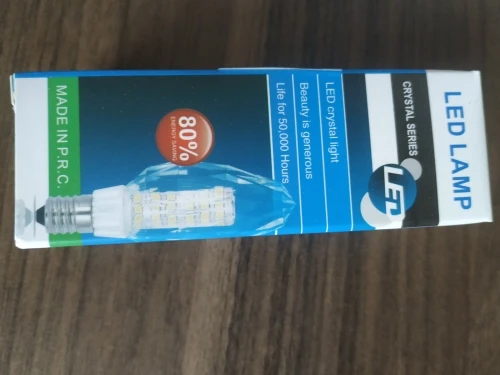 LED LAMP
CRYSTAL SERIES
LED
LED crystal light
Beauty is generous
Life for 50,000 Hours
80%
ENERGY SAVING
MADE IN P.R.C.